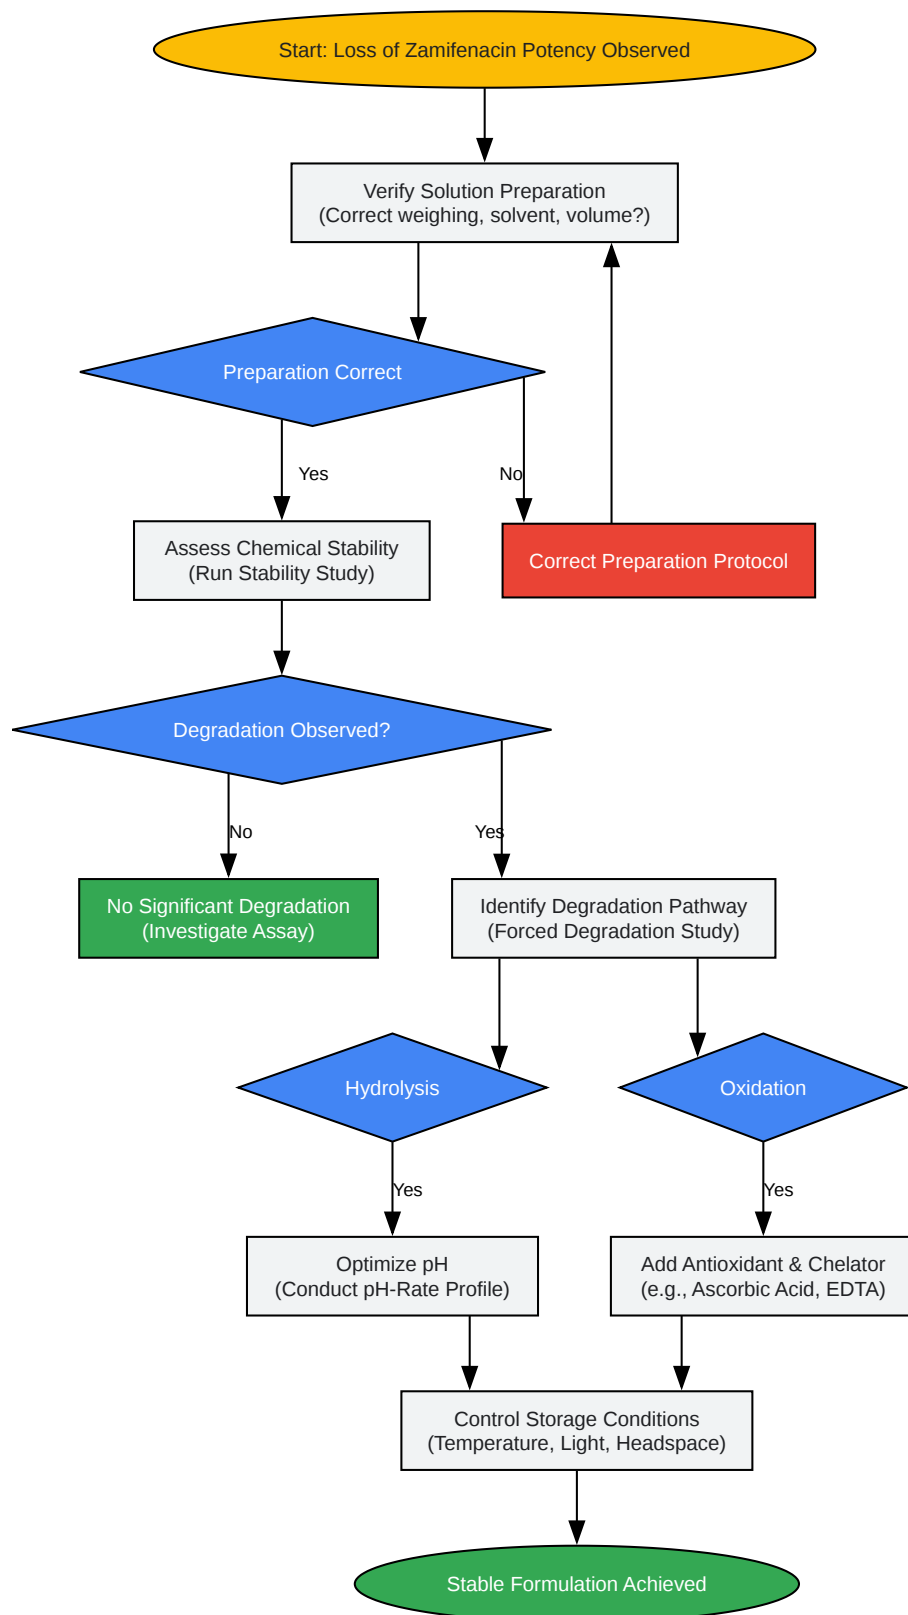 Start: Loss of Zamifenacin Potency Observed
Verify Solution Preparation
(Correct weighing, solvent, volume?)
Preparation Correct
Yes
No
Assess Chemical Stability
(Run Stability Study)
Correct Preparation Protocol
Degradation Observed?
No
Yes
No Significant Degradation
(Investigate Assay)
Identify Degradation Pathway
(Forced Degradation Study)
Hydrolysis
Oxidation
Yes
Yes
Optimize pH
(Conduct pH-Rate Profile)
Add Antioxidant & Chelator
(e.g., Ascorbic Acid, EDTA)
Control Storage Conditions
(Temperature, Light, Headspace)
Stable Formulation Achieved